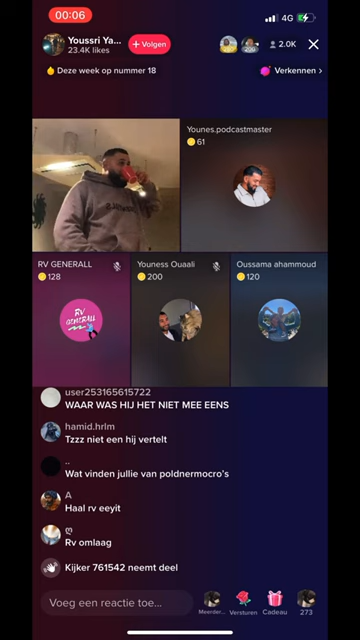 00:06
4G
Youssri Ya...
23.4K likes
+ Volgen
2.0K
Deze week op nummer 18
Verkennen >
Younes.podcastmaster
61
RV GENERALL
128
Youness Ouaali
200
Oussama ahammoud
120
RV
GENERALL
user253165615722
WAAR WAS HIJ HET NIET MEE EENS
hamid.hrlm
Tzzz niet een hij vertelt
..
Wat vinden jullie van poldnermocro's
A
Haal rv eeyit
ღ
Rv omlaag
Kijker 761542 neemt deel
Voeg een reactie toe...
Meerder...
Versturen
Cadeau
273